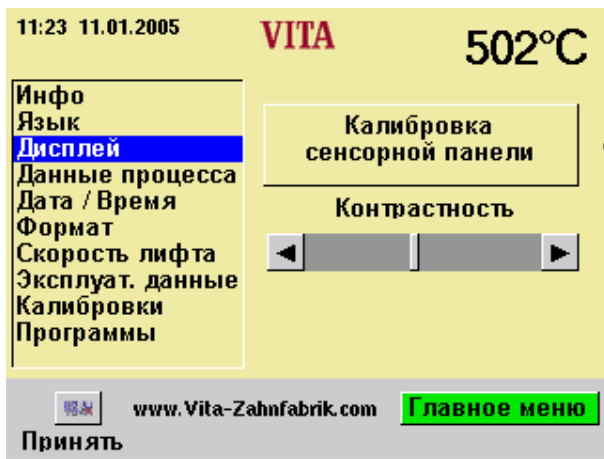 11:23 11.01.2005
VITA
502°C
Инфо
Язык
Дисплей
Данные процесса
Дата / Время
Формат
Скорость лифта
Эксплуат. данные
Калибровки
Программы
Калибровка
сенсорной панели
Контрастность
www.Vita-Zahnfabrik.com
Главное меню
Принять